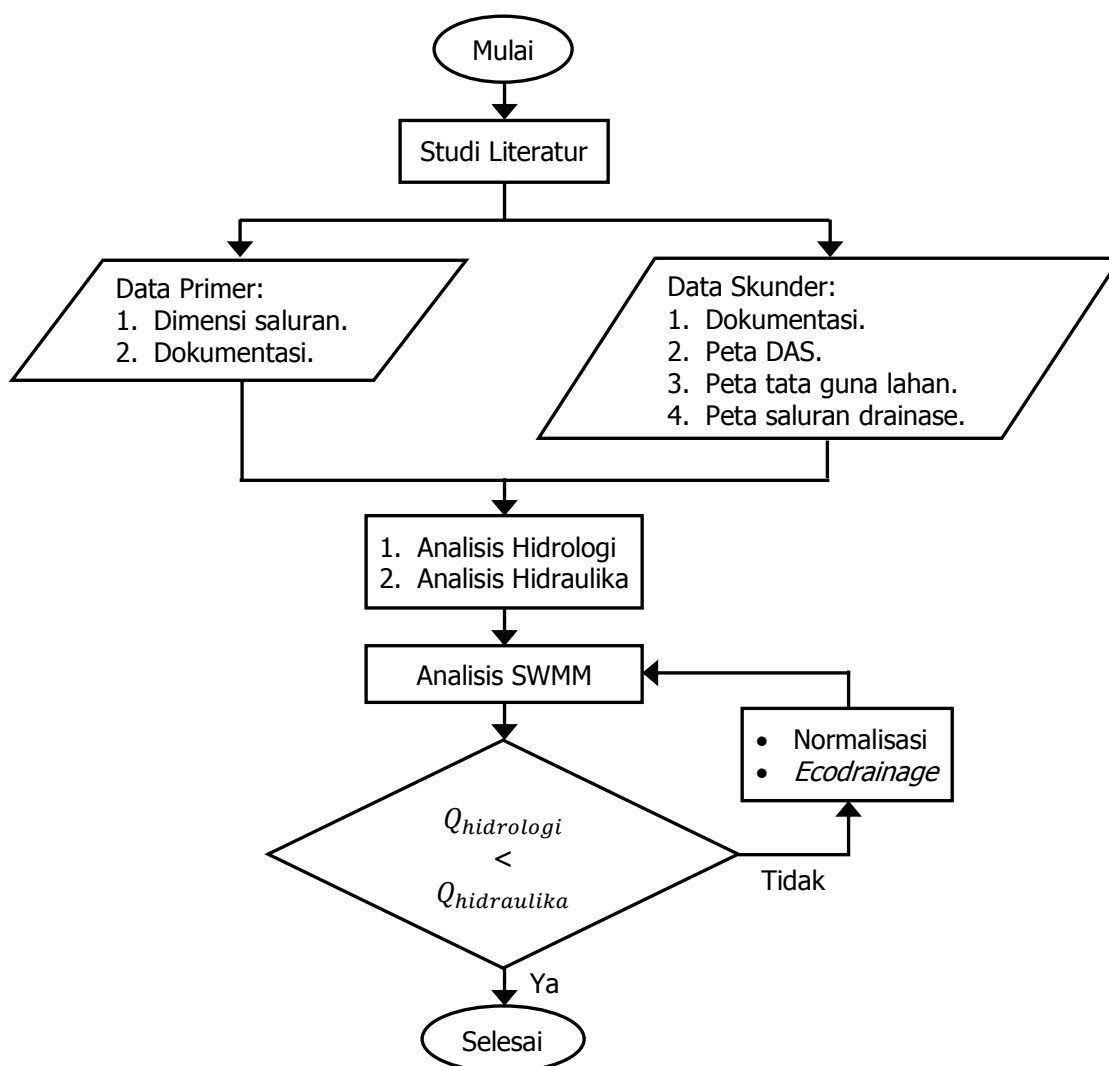 Mulai
Studi Literatur
Data Primer:
1. Dimensi saluran.
2. Dokumentasi.
Data Skunder:
1. Dokumentasi.
2. Peta DAS.
3. Peta tata guna lahan.
4. Peta saluran drainase.
1. Analisis Hidrologi
2. Analisis Hidraulika
Analisis SWMM
• Normalisasi
• Ecodrainage
Q_hidrologi
<
Q_hidraulika
Tidak
Ya
Selesai